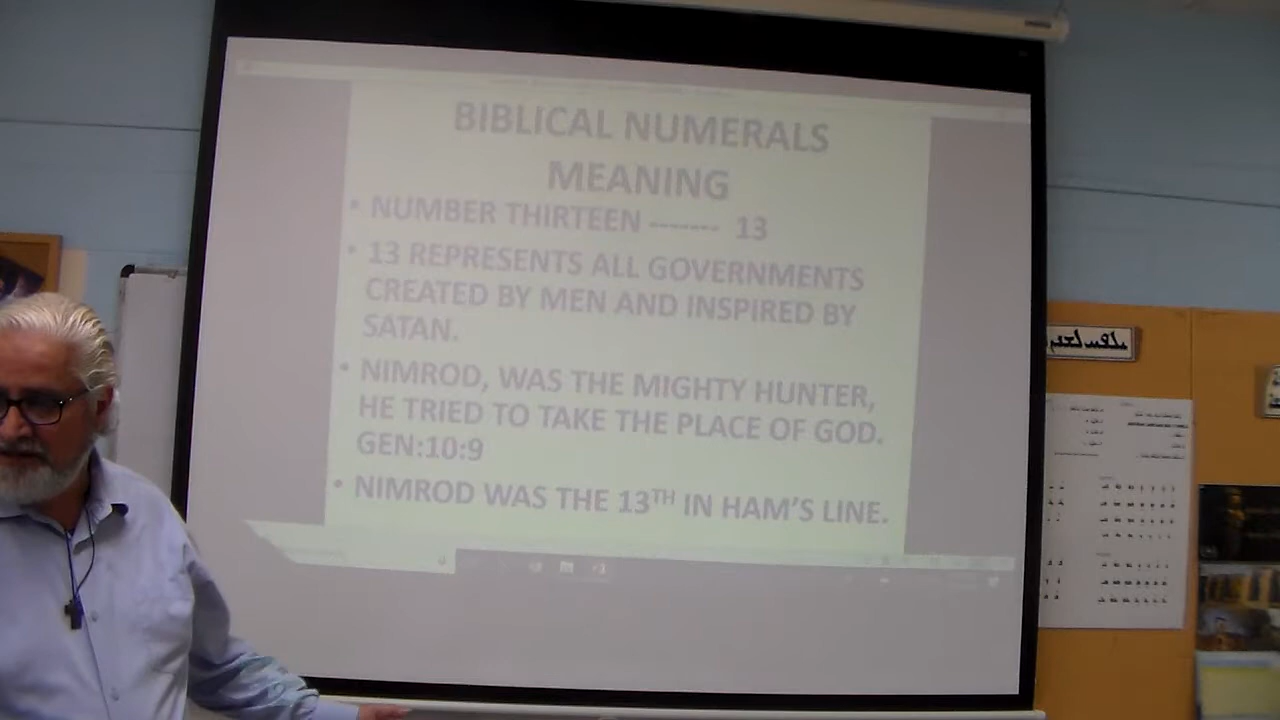 BIBLICAL NUMERALS
MEANING
• NUMBER THIRTEEN ------- 13
• 13 REPRESENTS ALL GOVERNMENTS
CREATED BY MEN AND INSPIRED BY
SATAN.
• NIMROD, WAS THE MIGHTY HUNTER,
HE TRIED TO TAKE THE PLACE OF GOD.
GEN:10:9
• NIMROD WAS THE 13TH IN HAM'S LINE.